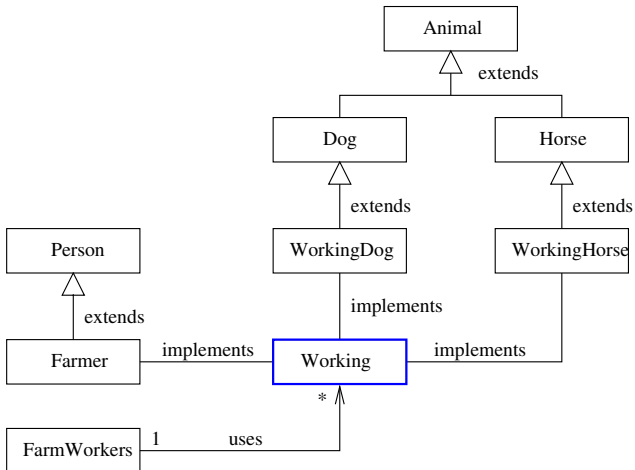 Animal
extends
Dog
Horse
extends
extends
Person
WorkingDog
WorkingHorse
extends
implements
Farmer
implements
Working
implements
*
FarmWorkers
1
uses